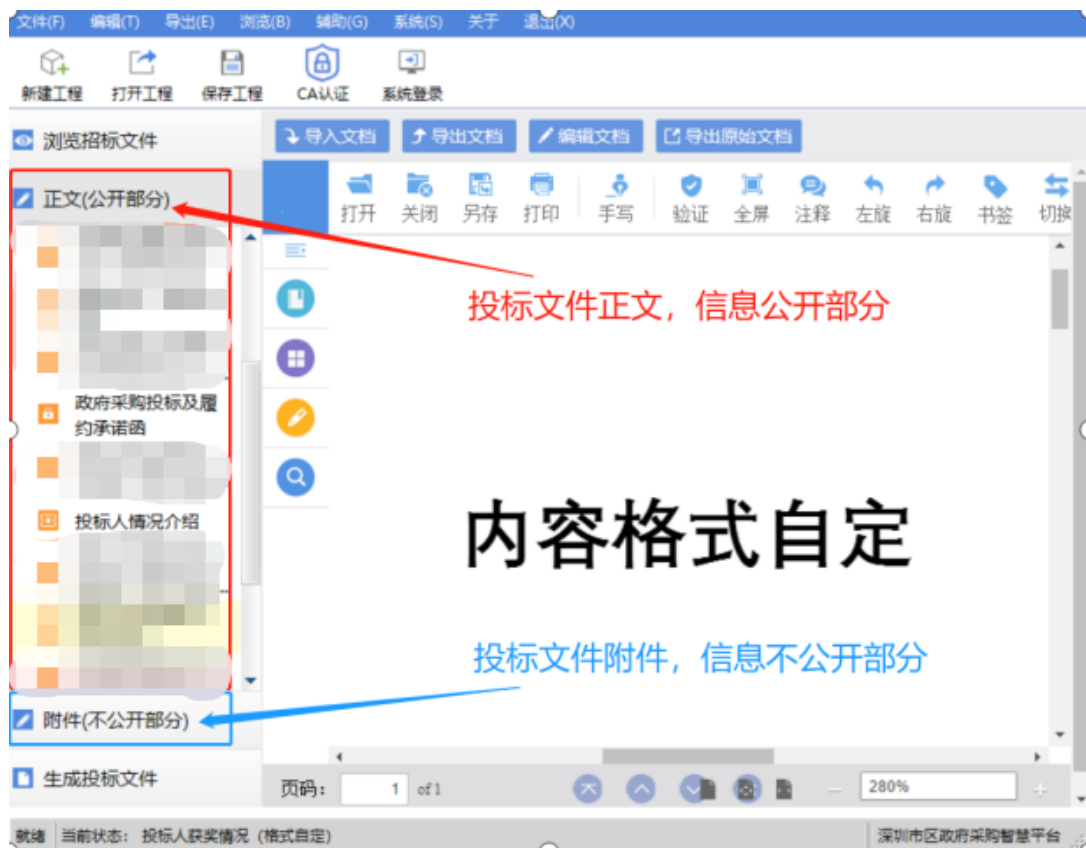 文件(F) 编辑(T) 导出(E) 浏览(B) 辅助(G) 系统(S) 关于 退出(X)
新建工程 打开工程 保存工程 CA认证 系统登录
浏览招标文件
导入文档 导出文档 编辑文档 导出原始文档
正文(公开部分)
打开 关闭 另存 打印 手写 验证 全屏 注释 左旋 右旋 书签 切换
投标文件正文，信息公开部分
政府采购投标及履
约承诺函
投标人情况介绍
内容格式自定
投标文件附件，信息不公开部分
附件(不公开部分)
生成投标文件
页码: 1 of1 280%
就绪 当前状态: 投标人获奖情况 (格式自定) 深圳市区政府采购智慧平台